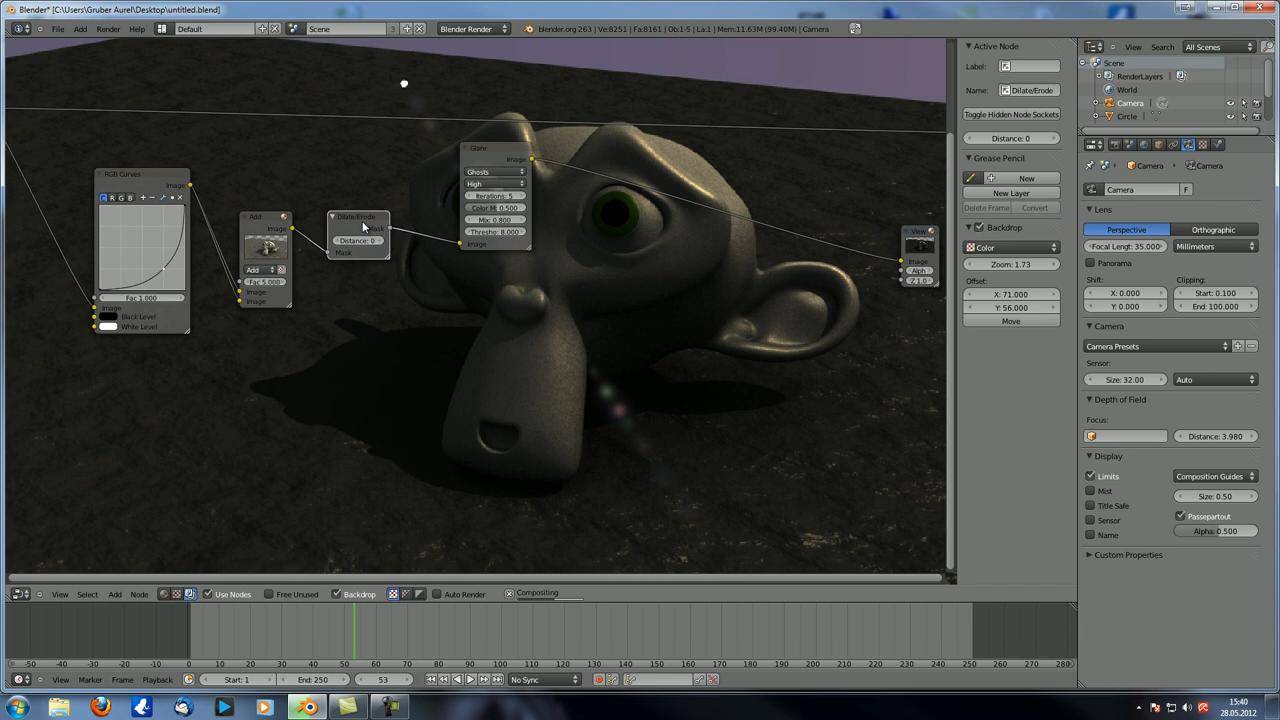 Blender* [C:\Users\Gruber Aurel\Desktop\untitled.blend]
File Add Render Help Default Scene 3 Blender Render blender.org 263 | Ve:8251 | Fa:8161 | Ob:1-5 | La:1 | Mem:11.63M (99.40M) | Camera
View Search All Scenes
Scene
RenderLayers
World
Camera
Circle
Active Node
Label:
Name: Dilate/Erode
Toggle Hidden Node Sockets
Distance: 0
Grease Pencil
New
New Layer
Delete Frame Convert
Backdrop
Color
Zoom: 1.73
Offset:
X: 71.000
Y: 56.000
Move
RGB Curves
Image
C R G B
Fac 1.000
Image
Black Level
White Level
Add
Image
Add
Fac 5.000
Image
Image
Dilate/Erode
Mask
Distance: 0
Mask
Glare
Image
Ghosts
High
Iterations: 5
Color M: 0.500
Mix: 0.800
Thresho: 8.000
Image
View
Image
Alph
Z 1.0
Camera Camera
Camera F
Lens
Perspective Orthographic
Focal Lengt: 35.000 Millimeters
Panorama
Shift: Clipping:
X: 0.000 Start: 0.100
Y: 0.000 End: 100.000
Camera
Camera Presets
Sensor:
Size: 32.00 Auto
Depth of Field
Focus:
Distance: 3.980
Display
Limits Composition Guides
Mist Size: 0.50
Title Safe Passepartout
Sensor Alpha: 0.500
Name
Custom Properties
View Select Add Node Use Nodes Free Unused Backdrop Auto Render Compositing
-50 -40 -30 -20 -10 0 10 20 30 40 50 60 70 80 90 100 110 120 130 140 150 160 170 180 190 200 210 220 230 240 250 260 270 280
View Marker Frame Playback Start: 1 End: 250 53 No Sync
15:40
28.05.2012